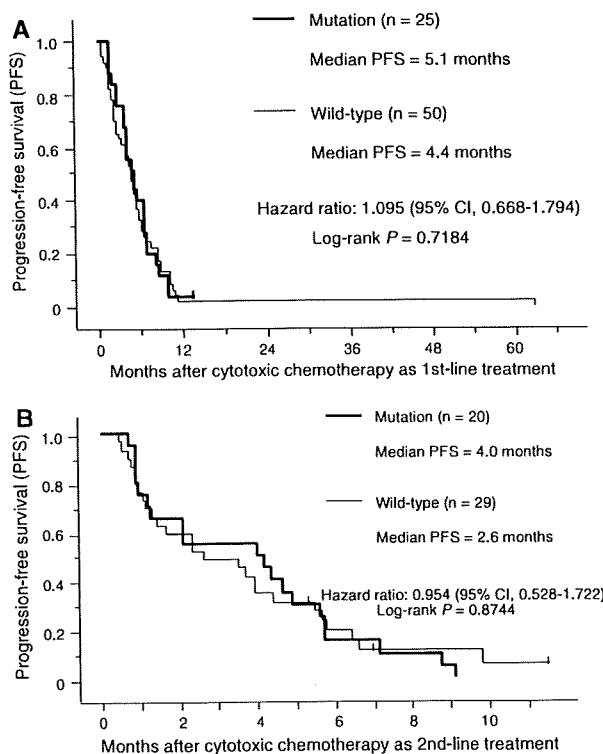 A
Mutation (n = 25)
Median PFS = 5.1 months
Wild-type (n = 50)
Median PFS = 4.4 months
Hazard ratio: 1.095 (95% CI, 0.668-1.794)
Log-rank P = 0.7184
Progression-free survival (PFS)
1.0
0.8
0.6
0.4
0.2
0
0 12 24 36 48 60
Months after cytotoxic chemotherapy as 1st-line treatment
B
Mutation (n = 20)
Median PFS = 4.0 months
Wild-type (n = 29)
Median PFS = 2.6 months
Hazard ratio: 0.954 (95% CI, 0.528-1.722)
Log-rank P = 0.8744
Progression-free survival (PFS)
1.0
0.8
0.6
0.4
0.2
0
0 2 4 6 8 10
Months after cytotoxic chemotherapy as 2nd-line treatment